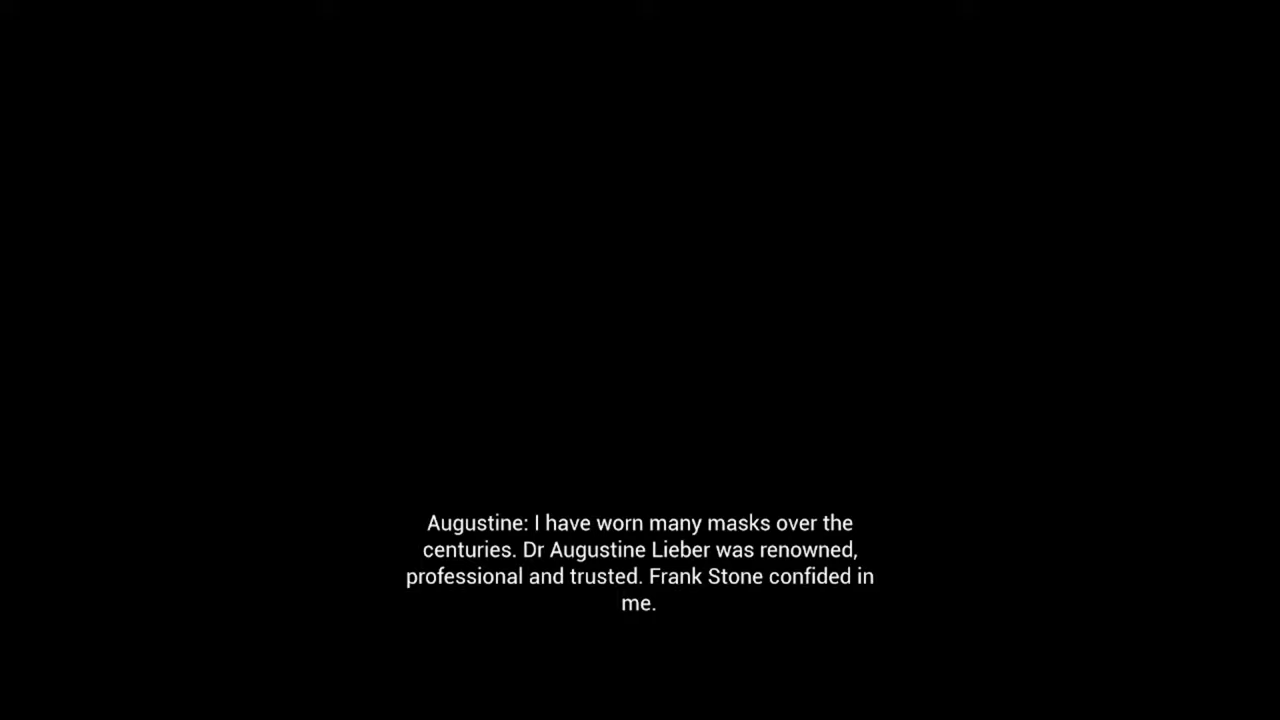 Augustine: I have worn many masks over the
centuries. Dr Augustine Lieber was renowned,
professional and trusted. Frank Stone confided in
me.